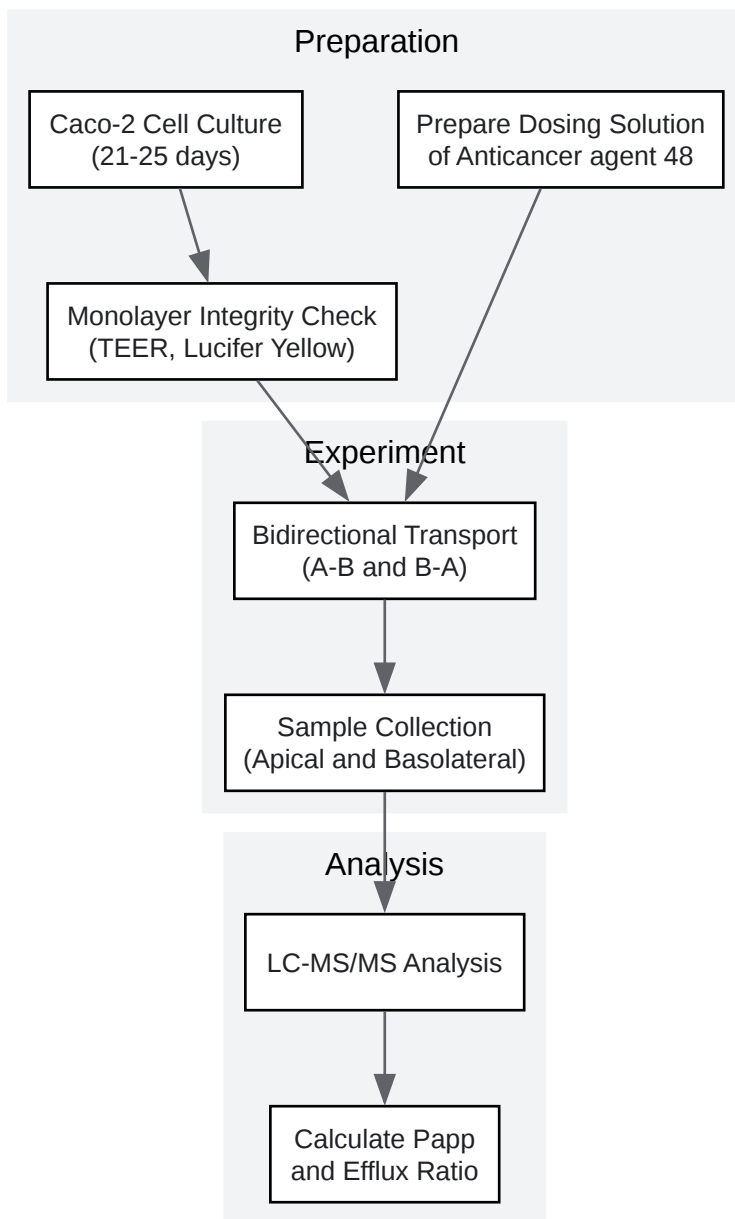 Preparation
Caco-2 Cell Culture
(21-25 days)
Prepare Dosing Solution
of Anticancer agent 48
Monolayer Integrity Check
(TEER, Lucifer Yellow)
Experiment
Bidirectional Transport
(A-B and B-A)
Sample Collection
(Apical and Basolateral)
Analysis
LC-MS/MS Analysis
Calculate Papp
and Efflux Ratio